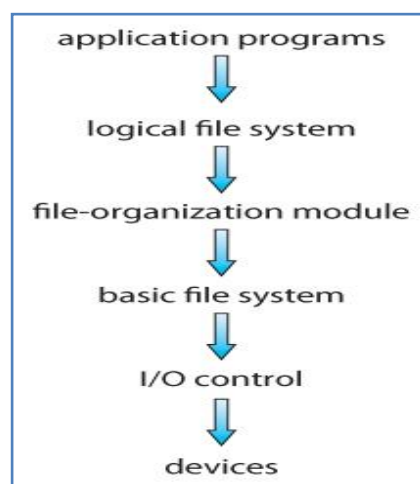 application programs
logical file system
file-organization module
basic file system
I/O control
devices